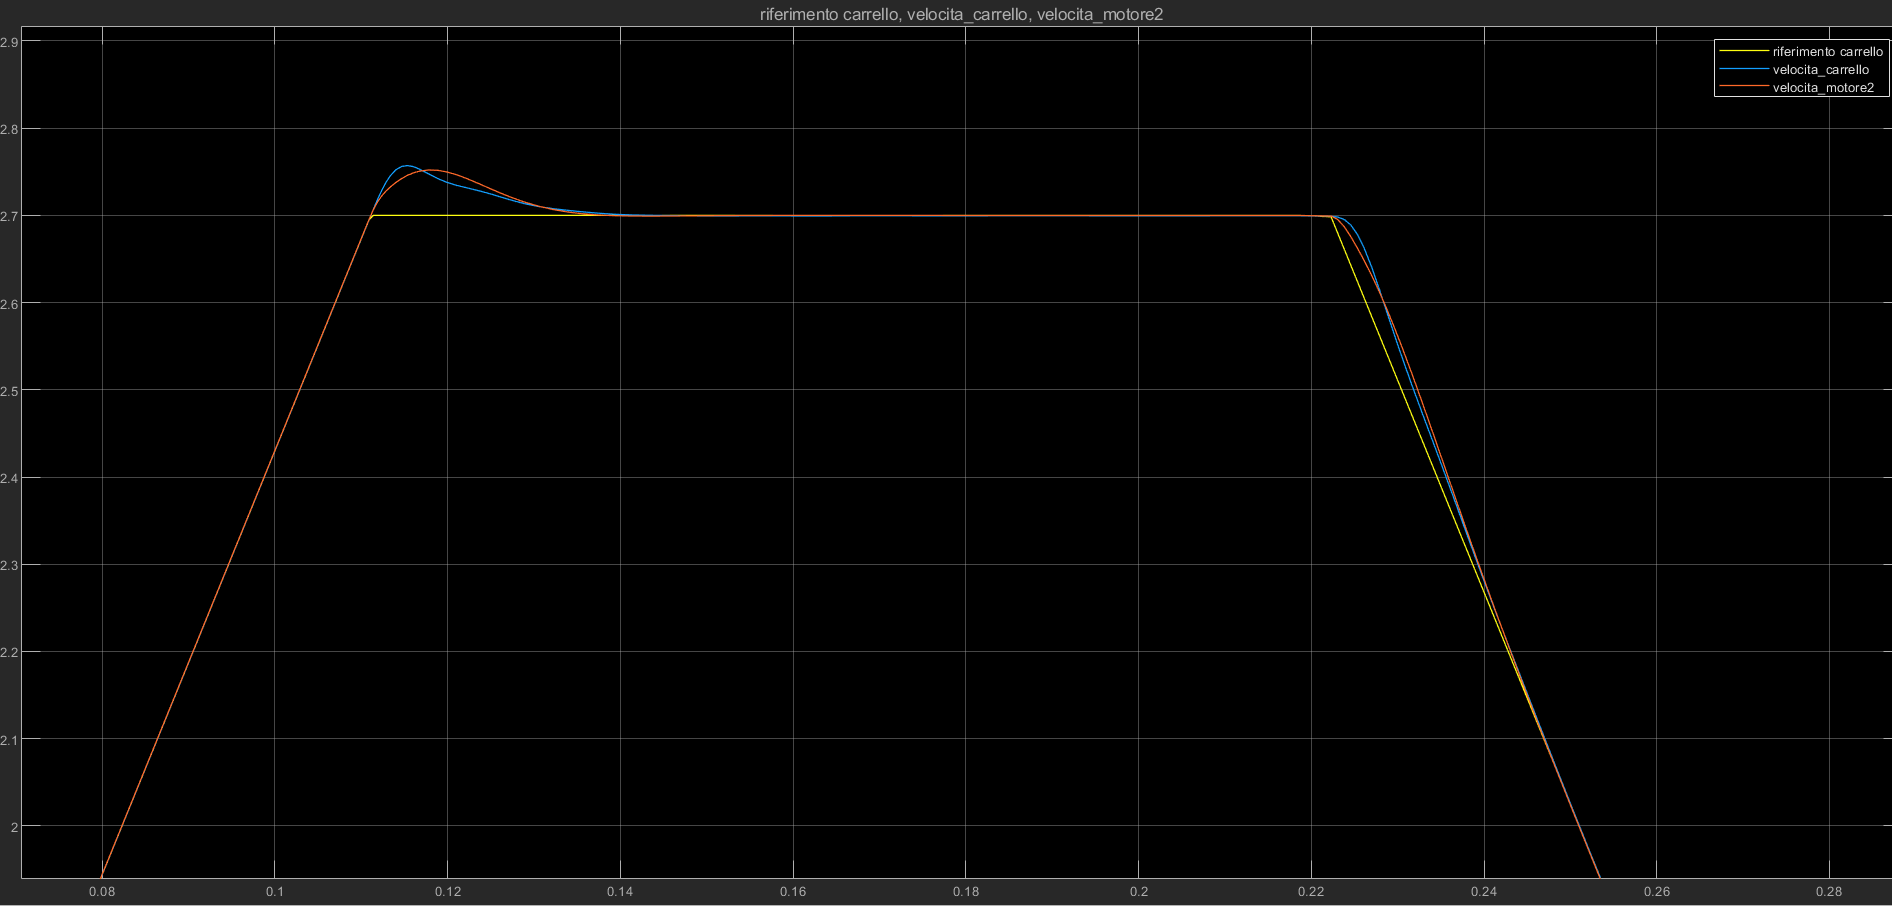 riferimento carrello, velocita_carrello, velocita_motore2
riferimento carrello
velocita_carrello
velocita_motore2
2.9
2.8
2.7
2.6
2.5
2.4
2.3
2.2
2.1
2
0.08 0.1 0.12 0.14 0.16 0.18 0.2 0.22 0.24 0.26 0.28